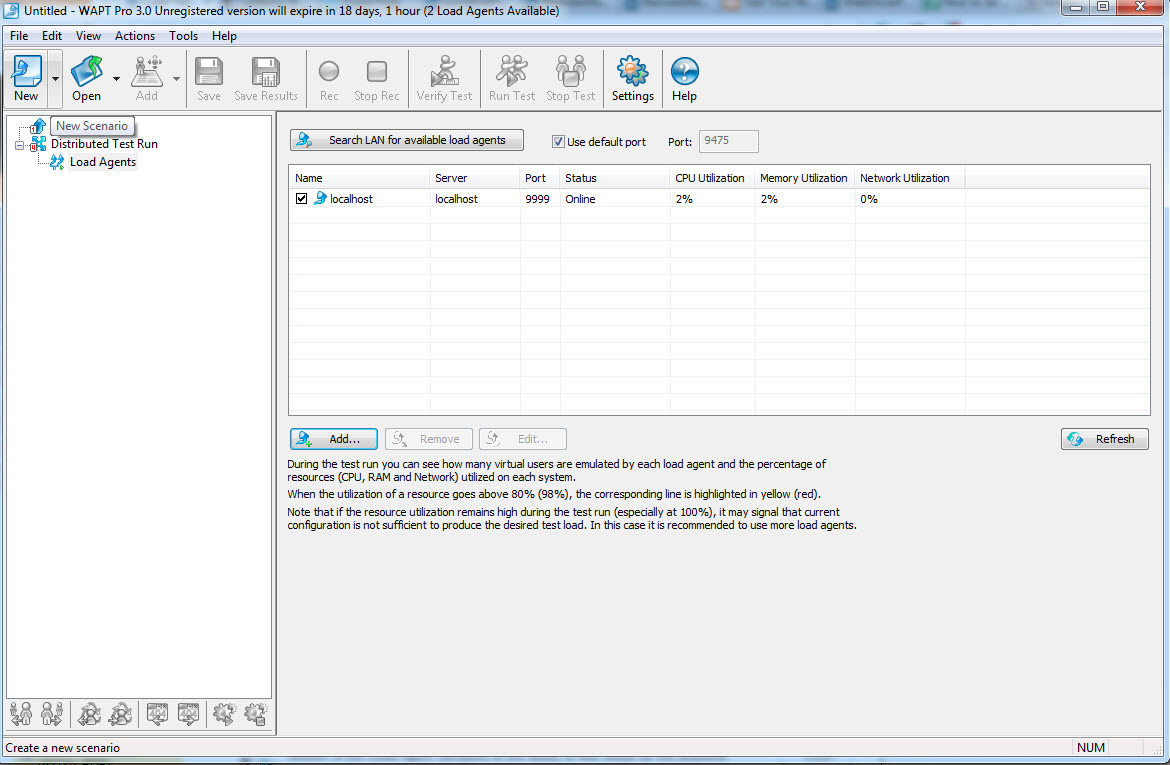 Untitled - WAPT Pro 3.0 Unregistered version will expire in 18 days, 1 hour (2 Load Agents Available)
File Edit View Actions Tools Help
New Open Add Save Save Results Rec Stop Rec Verify Test Run Test Stop Test Settings Help
New Scenario
Distributed Test Run
Load Agents
Search LAN for available load agents Use default port Port: 9475
Name Server Port Status CPU Utilization Memory Utilization Network Utilization
localhost localhost 9999 Online 2% 2% 0%
Add... Remove Edit... Refresh
During the test run you can see how many virtual users are emulated by each load agent and the percentage of
resources (CPU, RAM and Network) utilized on each system.
When the utilization of a resource goes above 80% (98%), the corresponding line is highlighted in yellow (red).
Note that if the resource utilization remains high during the test run (especially at 100%), it may signal that current
configuration is not sufficient to produce the desired test load. In this case it is recommended to use more load agents.
Create a new scenario NUM